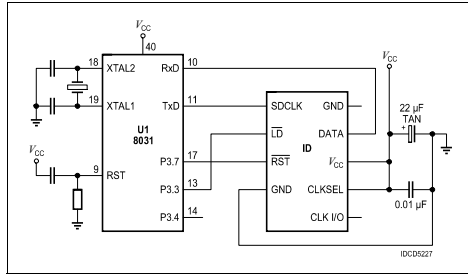 VCC
40
18
XTAL2
RxD
10
VCC
19
XTAL1
TxD
11
SDCLK
GND
22 µF
TAN
+
U1
8031
LD
DATA
ID
VCC
9
RST
P3.7
17
RST
VCC
P3.3
13
GND
CLKSEL
P3.4
14
CLK I/O
0.01 µF
IDCD5227